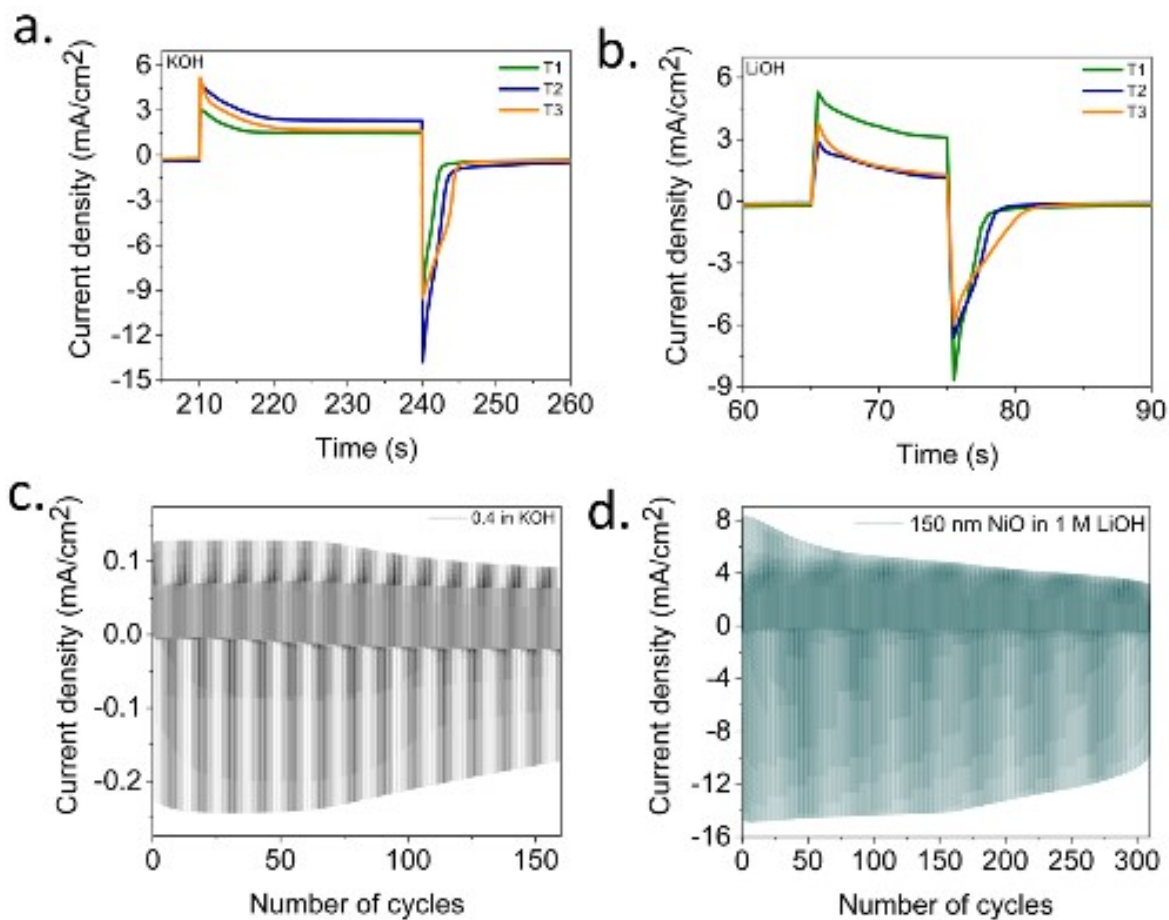 a.
KOH
T1
T2
T3
Current density (mA/cm2)
6
3
0
-3
-6
-9
-12
-15
210 220 230 240 250 260
Time (s)
b.
LiOH
T1
T2
T3
Current density (mA/cm2)
6
3
0
-3
-6
-9
60 70 80 90
Time (s)
c.
0.4 in KOH
Current density (mA/cm2)
0.1
0.0
-0.1
-0.2
0 50 100 150
Number of cycles
d.
150 nm NiO in 1 M LiOH
Current density (mA/cm2)
8
4
0
-4
-8
-12
-16
0 50 100 150 200 250 300
Number of cycles